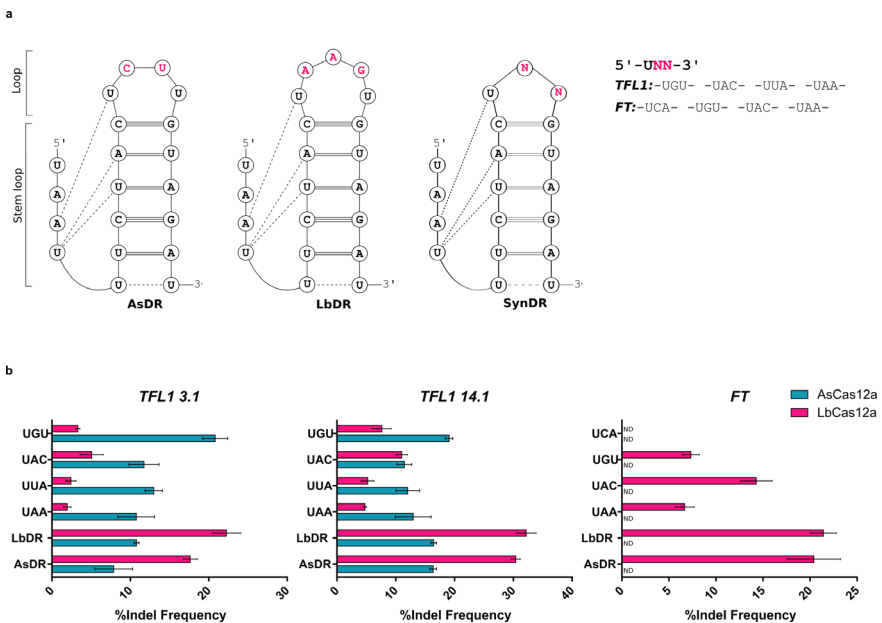 a
Loop
Stem loop
5'
U
A
A
U
U
C
U
U
C
A
U
C
U
U
G
U
A
G
A
U
3'
AsDR
5'
U
A
A
U
U
A
A
G
U
C
A
U
C
U
U
G
U
A
G
A
U
3'
LbDR
5'
U
A
A
U
U
N
N
C
A
U
C
U
U
G
U
A
G
A
U
3'
SynDR
5'-UNN-3'
TFL1:-UGU- -UAC- -UUA- -UAA-
FT:-UCA- -UGU- -UAC- -UAA-
b
TFL1 3.1
UGU
UAC
UUA
UAA
LbDR
AsDR
0 10 20 30
%Indel Frequency
TFL1 14.1
UGU
UAC
UUA
UAA
LbDR
AsDR
0 10 20 30 40
%Indel Frequency
FT
AsCas12a
LbCas12a
UCA
ND
ND
UGU
ND
UAC
ND
UAA
ND
LbDR
ND
AsDR
ND
0 5 10 15 20 25
%Indel Frequency